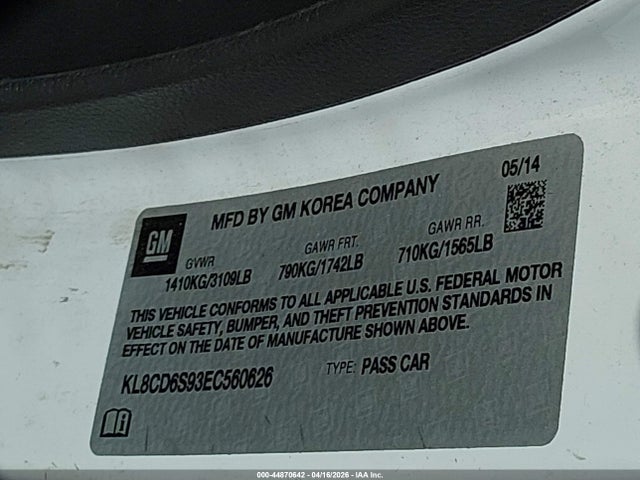 05/14
MFD BY GM KOREA COMPANY
GM
GVWR GAWR FRT. GAWR RR.
1410KG/3109LB 790KG/1742LB 710KG/1565LB
THIS VEHICLE CONFORMS TO ALL APPLICABLE U.S. FEDERAL MOTOR
VEHICLE SAFETY, BUMPER, AND THEFT PREVENTION STANDARDS IN
EFFECT ON THE DATE OF MANUFACTURE SHOWN ABOVE.
KL8CD6S93EC560626 TYPE: PASS CAR
000-44870642 - 04/16/2026 - IAA Inc.